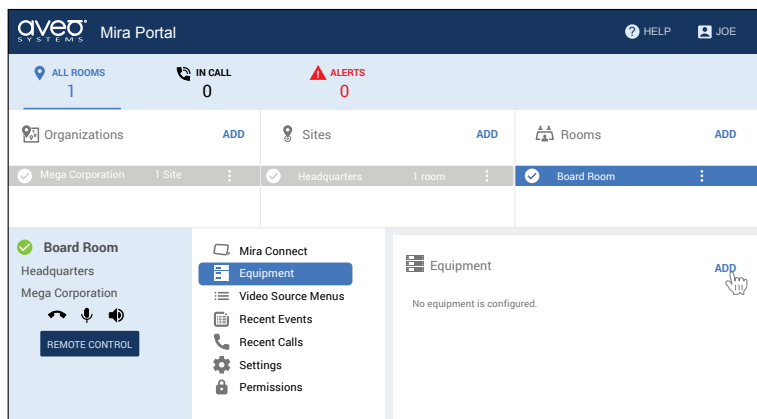 aveo SYSTEMS Mira Portal HELP JOE
ALL ROOMS IN CALL ALERTS
1 0 0
Organizations ADD Sites ADD Rooms ADD
Mega Corporation 1 Site Headquarters 1 room Board Room
Board Room
Headquarters
Mega Corporation
REMOTE CONTROL
Mira Connect
Equipment
Video Source Menus
Recent Events
Recent Calls
Settings
Permissions
Equipment ADD
No equipment is configured.